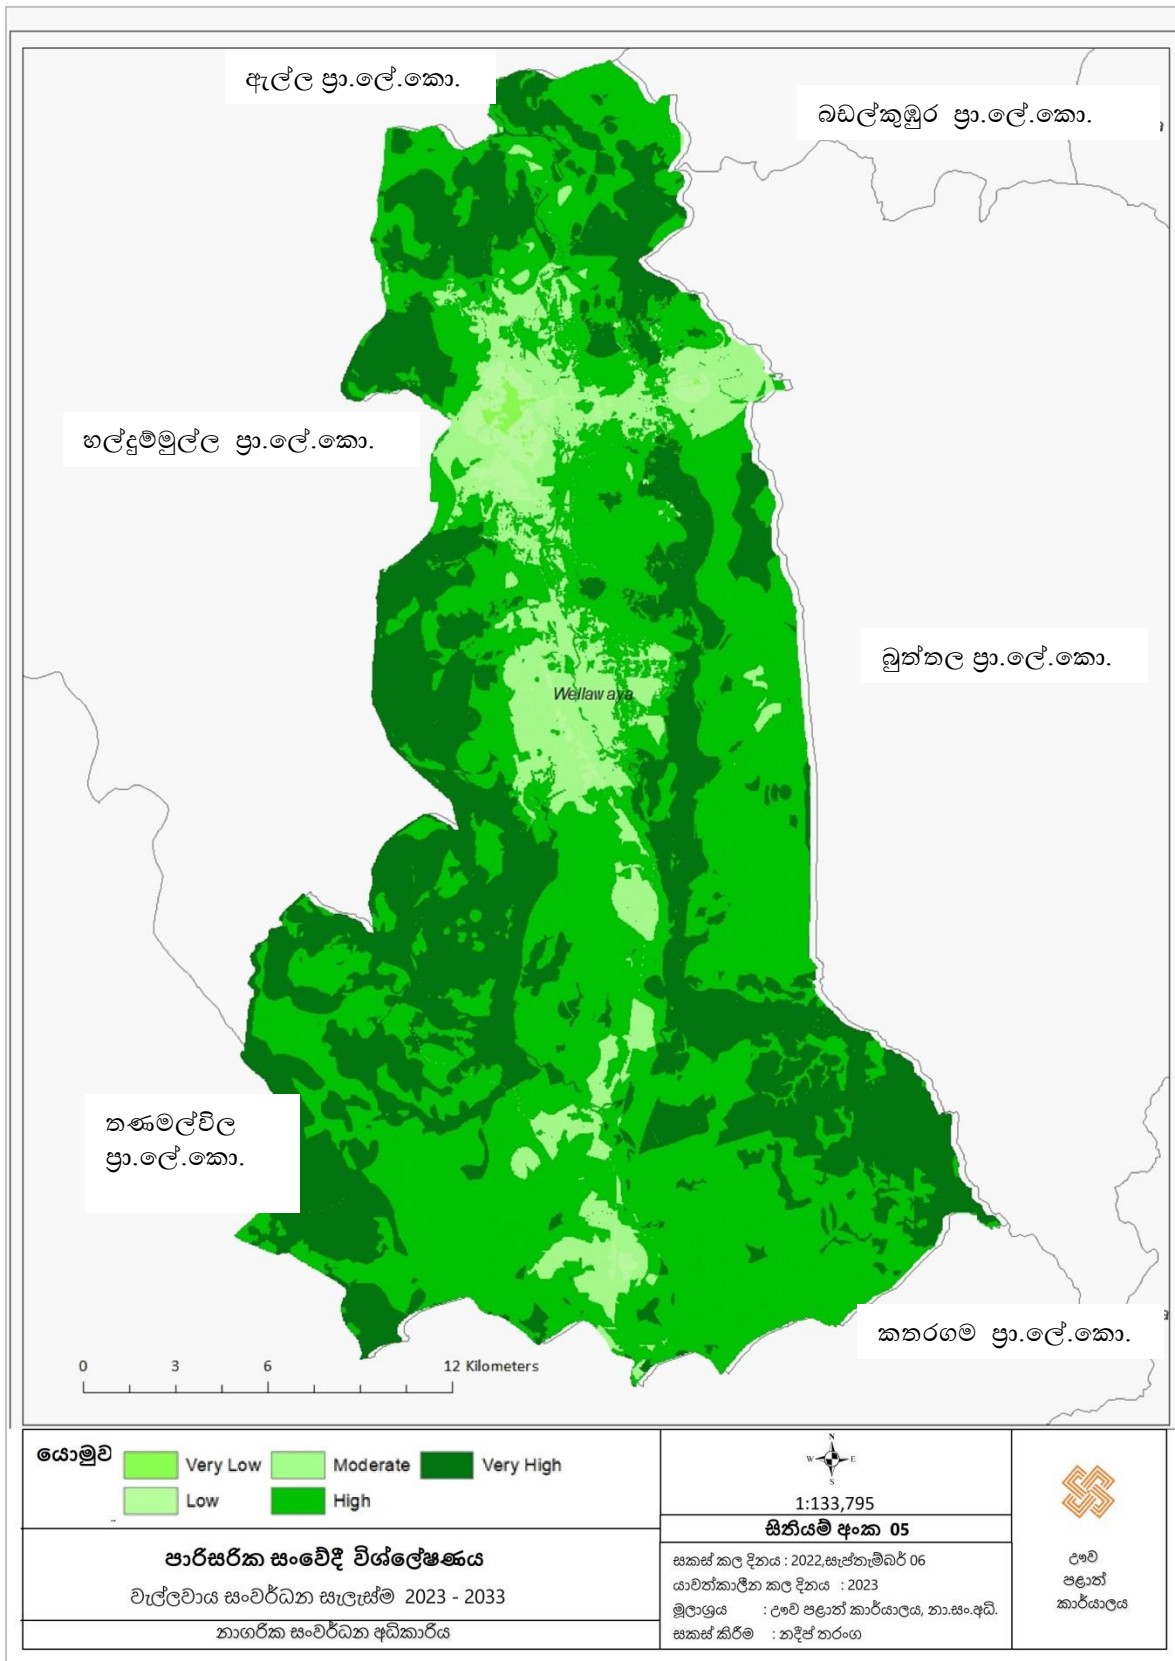 ඇල්ල ප්‍රා.ලේ.කො.
බඩල්කුඹුර ප්‍රා.ලේ.කො.
හල්දුම්මුල්ල ප්‍රා.ලේ.කො.
බුත්තල ප්‍රා.ලේ.කො.
Wellawaya
තණමල්විල
ප්‍රා.ලේ.කො.
කතරගම ප්‍රා.ලේ.කො.
0 3 6 12 Kilometers
යොමුව
Very Low Moderate Very High
Low High
පාරිසරික සංවේදී විශ්ලේෂණය
වැල්ලවාය සංවර්ධන සැලැස්ම 2023 - 2033
නාගරික සංවර්ධන අධිකාරිය
N
W E
S
1:133,795
සිතියම් අංක 05
සකස් කල දිනය : 2022,සැප්තැම්බර් 06
යාවත්කාලීන කල දිනය : 2023
මූලාශ්‍රය : ඌව පළාත් කාර්යාලය, නා.සං.අධි.
සකස් කිරීම : නදීප් තරංග
ඌව
පළාත්
කාර්යාලය